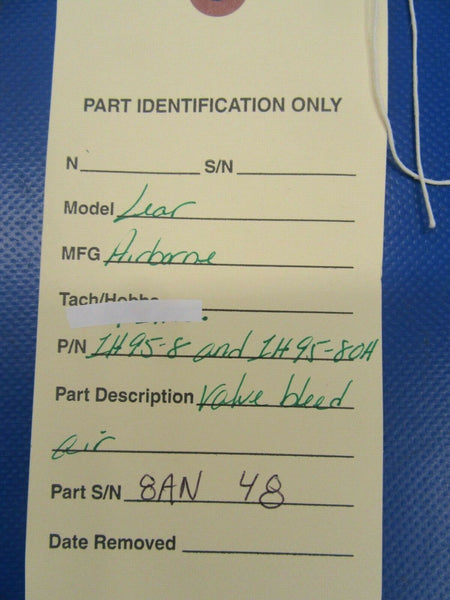 PART IDENTIFICATION ONLY
N S/N
Model Lear
MFG Airborne
Tach/Hobbs
P/N 1H95-8 and 1H95-80H
Part Description Valve bleed
air
Part S/N 8AN 48
Date Removed